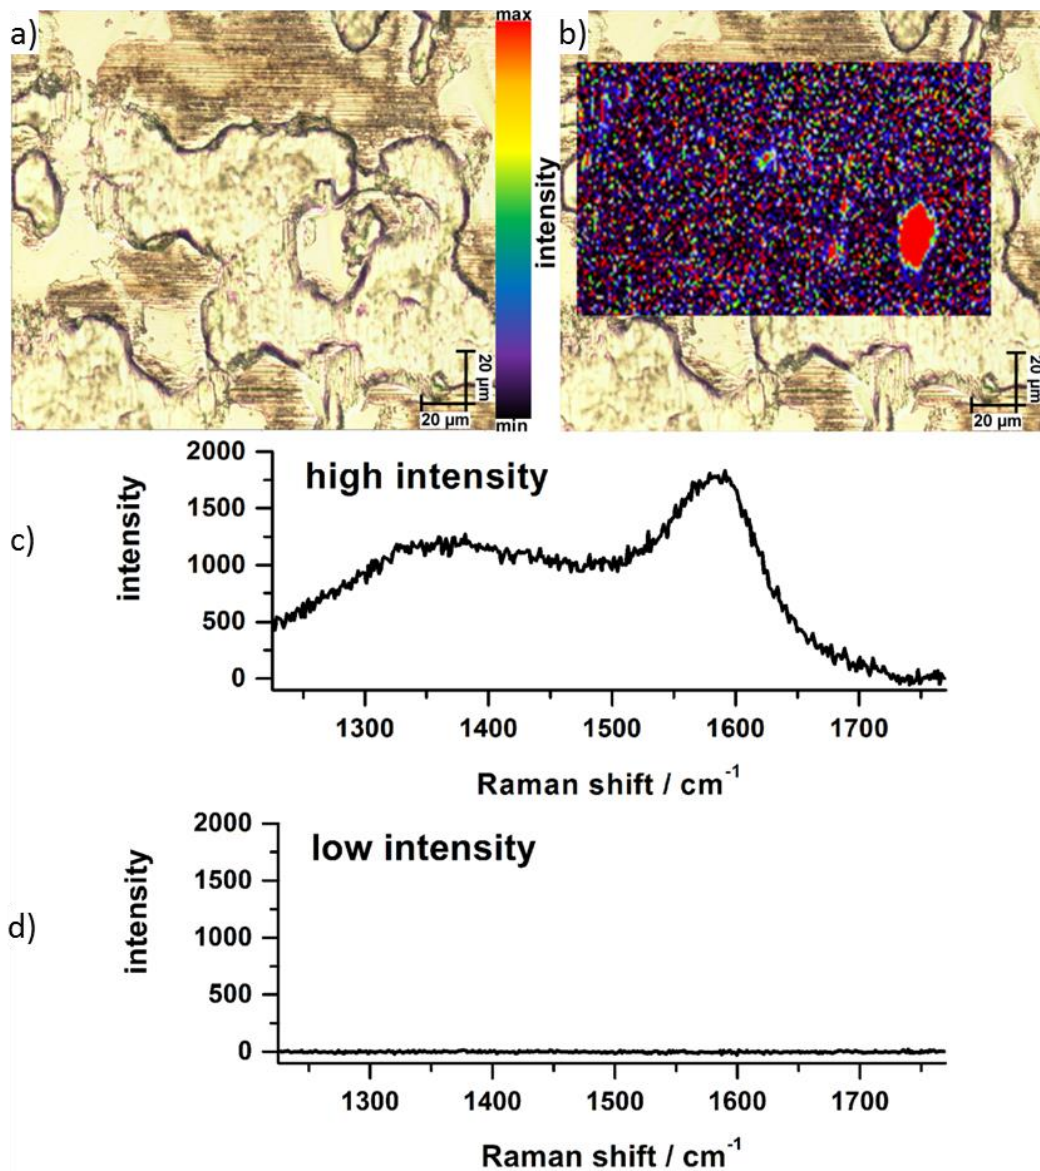 a)
max
intensity
min
20 µm
20 µm
b)
20 µm
20 µm
c)
high intensity
intensity
2000
1500
1000
500
0
1300 1400 1500 1600 1700
Raman shift / cm⁻¹
d)
low intensity
intensity
2000
1500
1000
500
0
1300 1400 1500 1600 1700
Raman shift / cm⁻¹